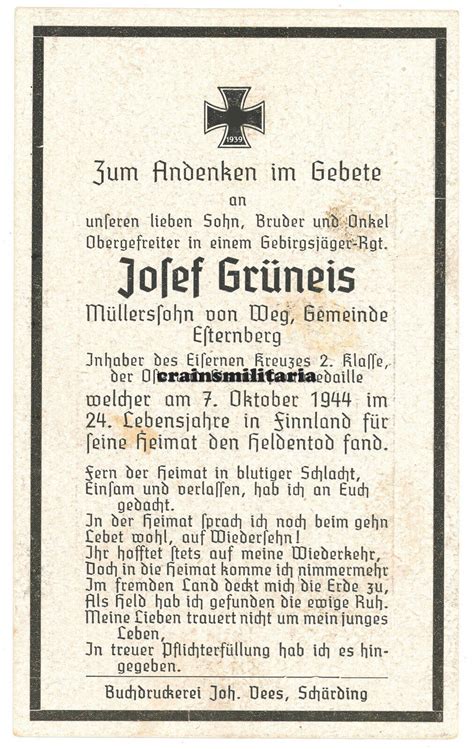 1939
Zum Andenken im Gebete
an
unseren lieben Sohn, Bruder und Onkel
Obergefreiter in einem Gebirgsjäger-Rgt.
Josef Grüneis
Müllerssohn von Weg, Gemeinde
Esternberg
Inhaber des Eisernen Kreuzes 2. Klasse,
der crainsmilitaria
welcher am 7. Oktober 1944 im
24. Lebensjahre in Finnland für
seine Heimat den Heldentod fand.
Fern der Heimat in blutiger Schlacht,
Einsam und verlassen, hab ich an Euch
gedacht.
In der Heimat sprach ich noch beim gehn
Lebet wohl, auf Wiedersehn!
Ihr hofftet stets auf meine Wiederkehr,
Doch in die Heimat komme ich nimmermehr
Im fremden Land deckt mich die Erde zu,
Als Held hab ich gefunden die ewige Ruh.
Meine Lieben trauert nicht um mein junges
Leben,
In treuer Pflichterfüllung hab ich es hin-
gegeben.
Buchdruckerei Joh. Vees, Schärding